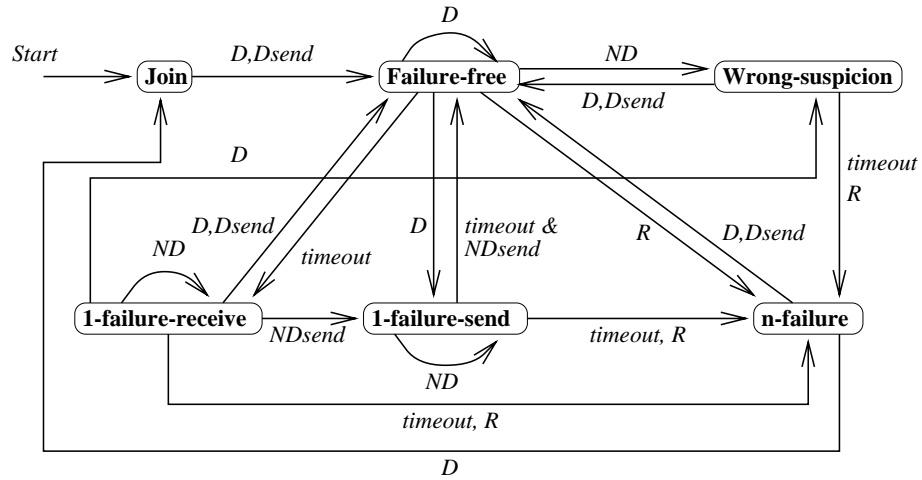 D
Start
D,Dsend
ND
Join
Failure-free
Wrong-suspicion
D,Dsend
D
timeout
R
D,Dsend
timeout
D
timeout &
NDsend
R
D,Dsend
ND
1-failure-receive
1-failure-send
n-failure
NDsend
timeout, R
ND
timeout, R
D